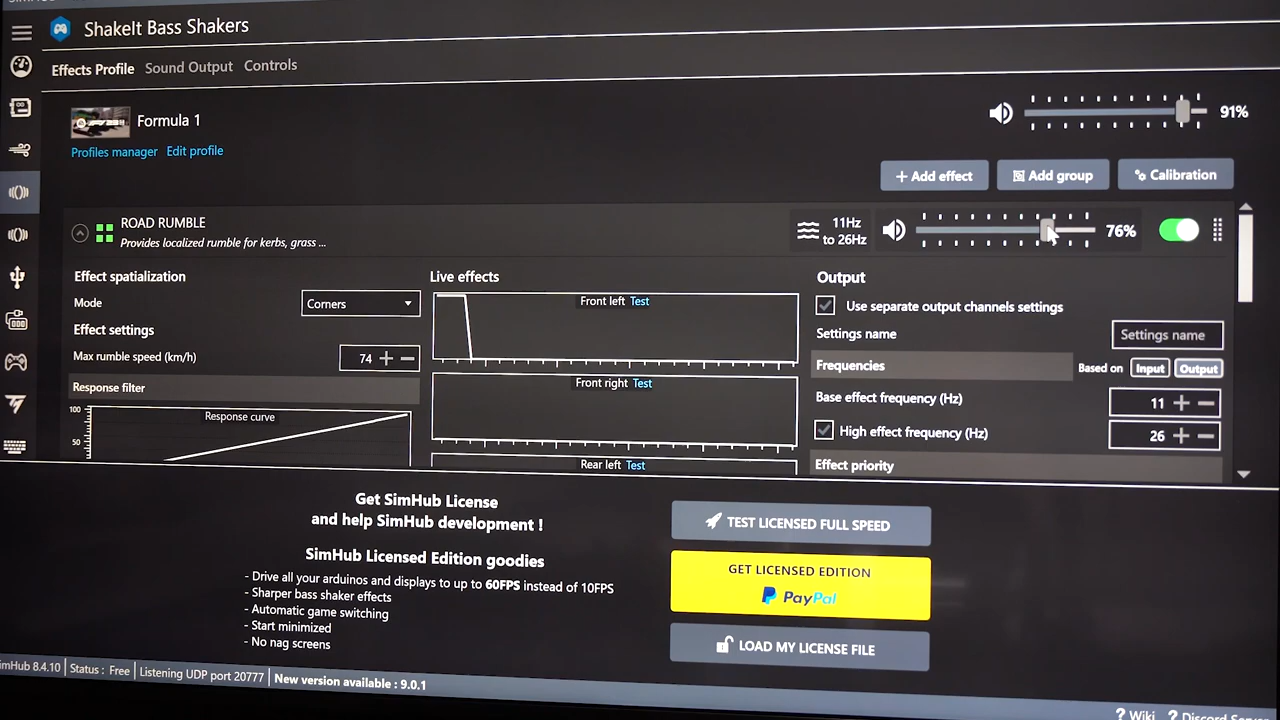 ShakeIt Bass Shakers
Effects Profile Sound Output Controls
Formula 1
91%
Profiles manager Edit profile
+ Add effect Add group Calibration
ROAD RUMBLE
Provides localized rumble for kerbs, grass ...
11Hz
to 26Hz
76%
Effect spatialization
Mode
Corners
Effect settings
Max rumble speed (km/h)
74 + −
Response filter
100
Response curve
50
Live effects
Front left Test
Front right Test
Rear left Test
Output
Use separate output channels settings
Settings name
Settings name
Frequencies
Based on Input Output
Base effect frequency (Hz)
11 + −
High effect frequency (Hz)
26 + −
Effect priority
Get SimHub License
and help SimHub development !
SimHub Licensed Edition goodies
- Drive all your arduinos and displays to up to 60FPS instead of 10FPS
- Sharper bass shaker effects
- Automatic game switching
- Start minimized
- No nag screens
TEST LICENSED FULL SPEED
GET LICENSED EDITION
PayPal
LOAD MY LICENSE FILE
imHub 8.4.10 Status : Free Listening UDP port 20777 New version available : 9.0.1
? Wiki ? Discord Serve